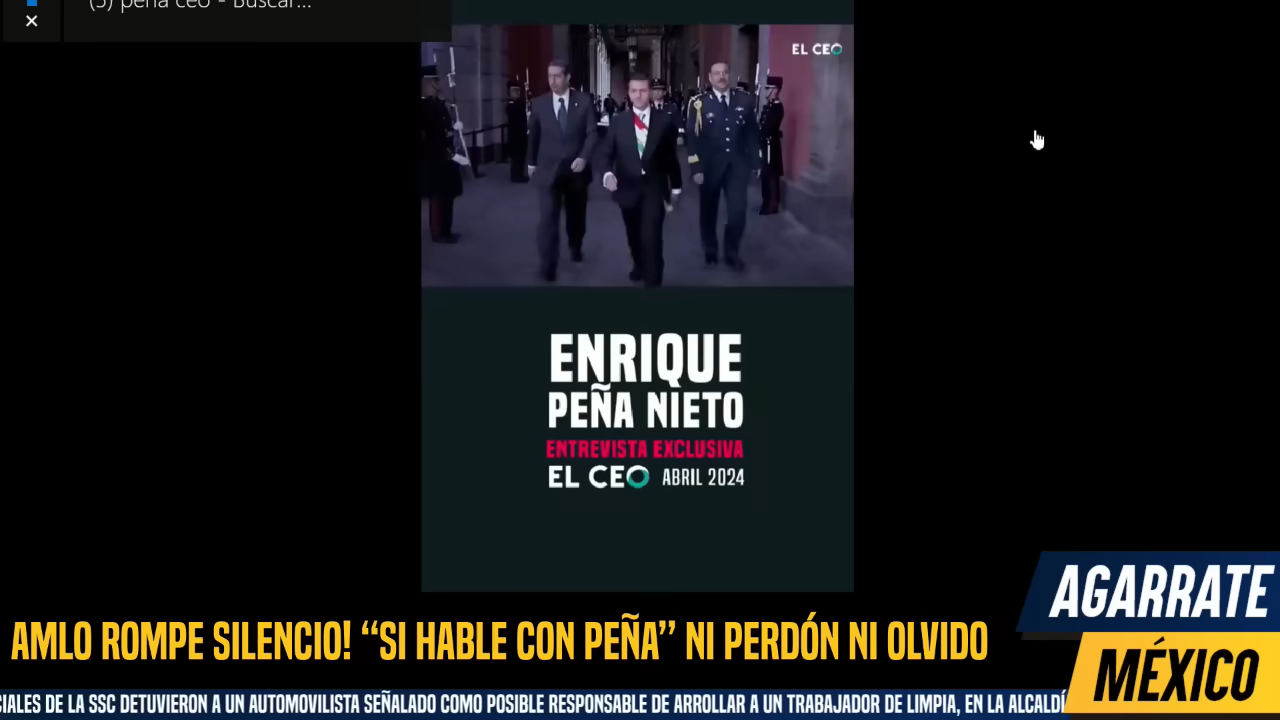 (5) peña ceo - Buscar...
EL CEO
ENRIQUE
PEÑA NIETO
ENTREVISTA EXCLUSIVA
EL CEO ABRIL 2024
AGARRATE
MÉXICO
AMLO ROMPE SILENCIO! “SI HABLE CON PEÑA” NI PERDÓN NI OLVIDO
CIALES DE LA SSC DETUVIERON A UN AUTOMOVILISTA SEÑALADO COMO POSIBLE RESPONSABLE DE ARROLLAR A UN TRABAJADOR DE LIMPIA, EN LA ALCALDÍ